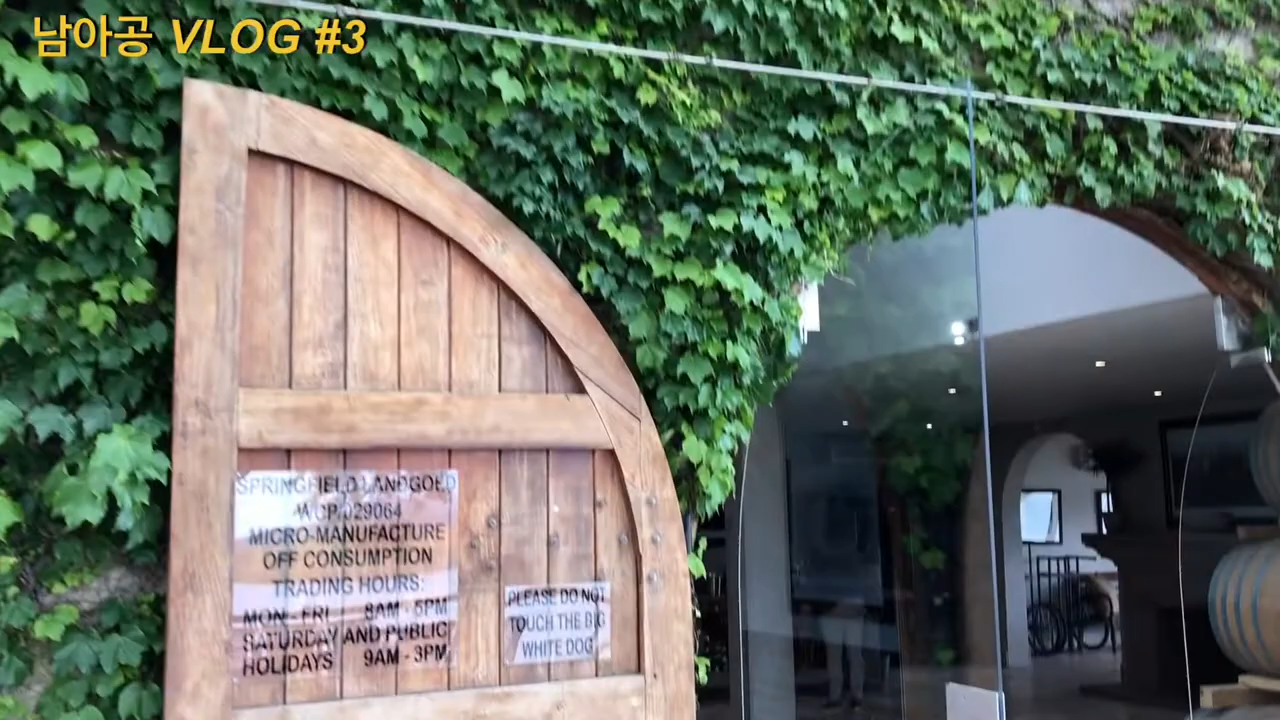 남아공 VLOG #3
SPRINGFIELD LANDGOED
WCP/029064
MICRO-MANUFACTURE
OFF CONSUMPTION
TRADING HOURS:
MON - FRI 8AM - 5PM
SATURDAY AND PUBLIC
HOLIDAYS 9AM - 3PM
PLEASE DO NOT
TOUCH THE BIG
WHITE DOG